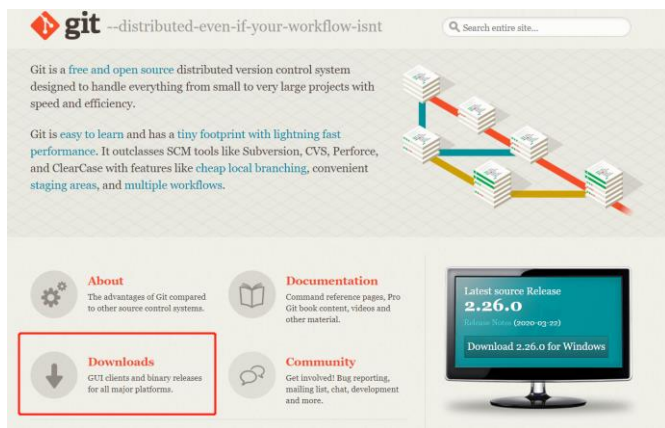 git --distributed-even-if-your-workflow-isnt
Search entire site...
Git is a free and open source distributed version control system
designed to handle everything from small to very large projects with
speed and efficiency.
Git is easy to learn and has a tiny footprint with lightning fast
performance. It outclasses SCM tools like Subversion, CVS, Perforce,
and ClearCase with features like cheap local branching, convenient
staging areas, and multiple workflows.
About
The advantages of Git compared
to other source control systems.
Documentation
Command reference pages, Pro
Git book content, videos and
other material.
Downloads
GUI clients and binary releases
for all major platforms.
Community
Get involved! Bug reporting,
mailing list, chat, development
and more.
Latest source Release
2.26.0
Release Notes (2020-03-22)
Download 2.26.0 for Windows